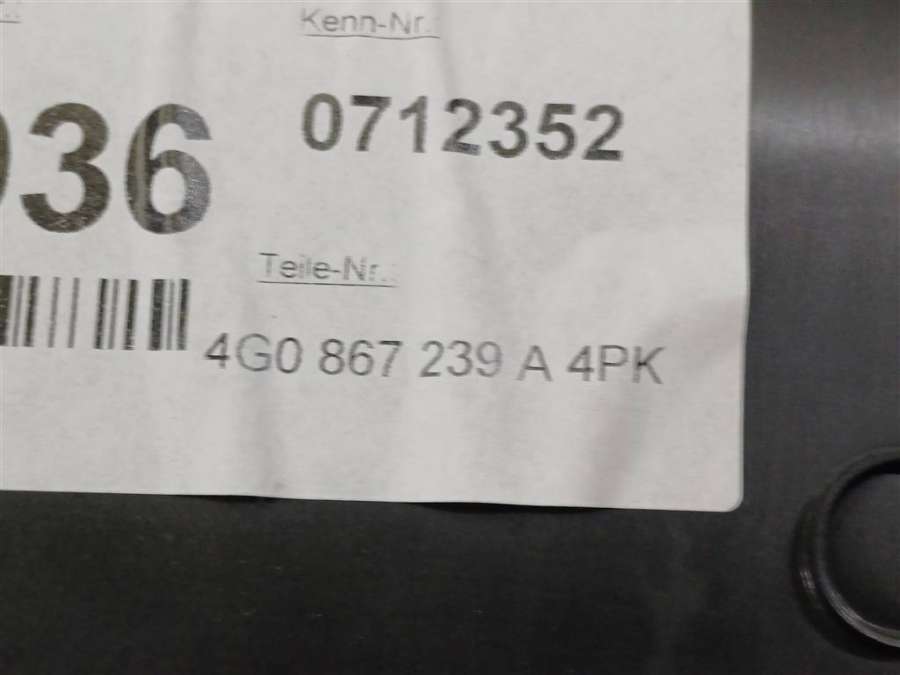 Kenn-Nr.:
0712352
36
Teile-Nr.:
4G0 867 239 A 4PK